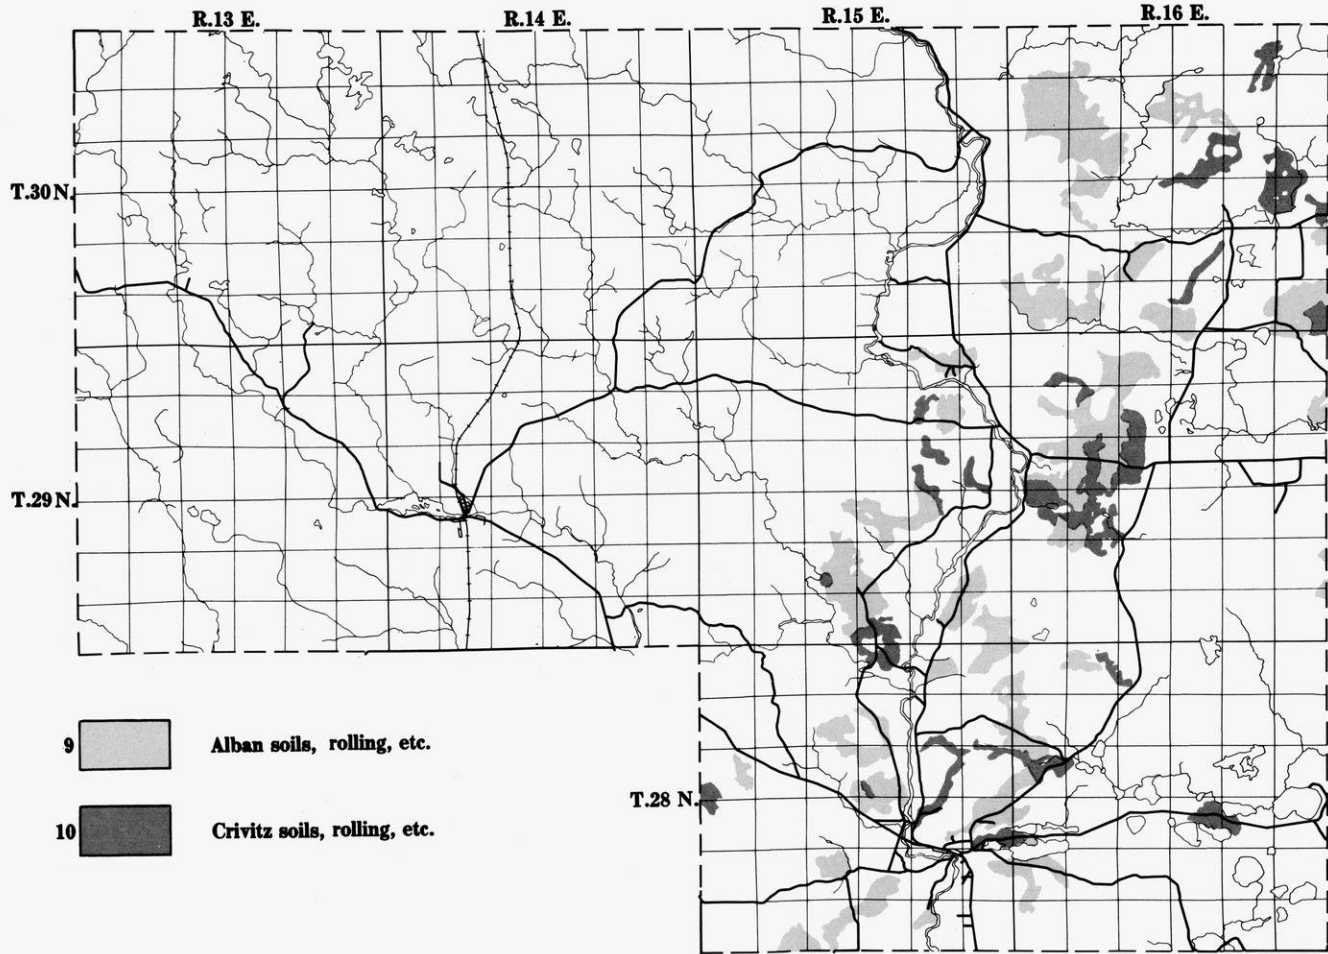 R.13 E. R.14 E. R.15 E. R.16 E.
T.30 N.
T.29 N.
9 Alban soils, rolling, etc.
T.28 N.
10 Crivitz soils, rolling, etc.